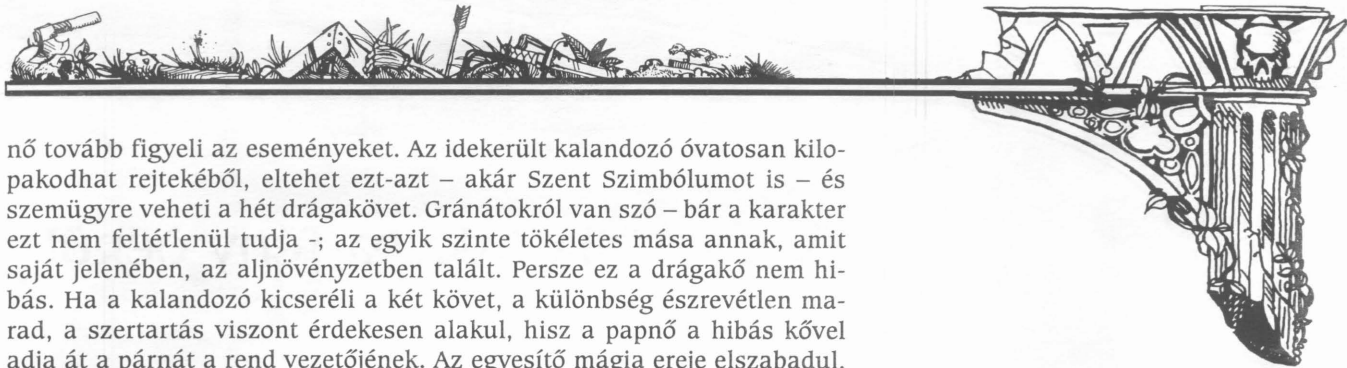 nő tovább figyeli az eseményeket. Az idekerült kalandozó óvatosan kilo-
pakodhat rejtekéből, eltehet ezt-azt – akár Szent Szimbólumot is – és
szemügyre veheti a hét drágakövet. Gránátokról van szó – bár a karakter
ezt nem feltétlenül tudja -; az egyik szinte tökéletes mása annak, amit
saját jelenében, az aljnövényzetben talált. Persze ez a drágakő nem hi-
bás. Ha a kalandozó kicseréli a két követ, a különbség észrevétlen ma-
rad, a szertartás viszont érdekesen alakul, hisz a papnő a hibás kővel
adja át a párnát a rend vezetőjének. Az egyesítő mágia ereje elszabadul,